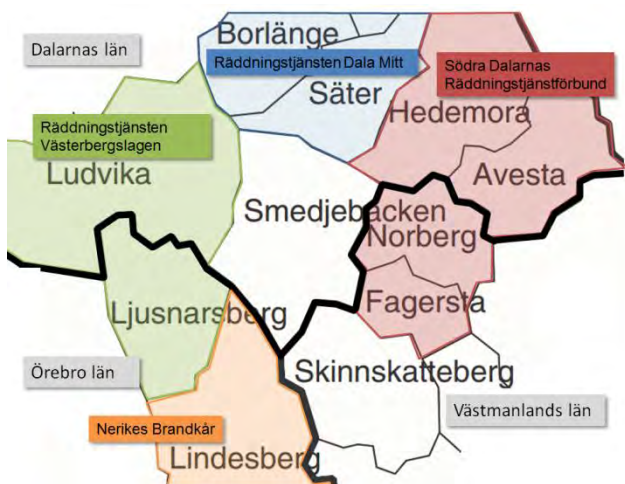 Borlänge
Dalarnas län
Räddningstjänsten Dala Mitt
Södra Dalarnas
Räddningstjänstförbund
Säter
Hedemora
Räddningstjänsten
Västerbergslagen
Ludvika
Avesta
Smedjebacken
Norberg
Ljusnarsberg
Fagersta
Örebro län
Skinnskatteberg
Västmanlands län
Nerikes Brandkår
Lindesberg